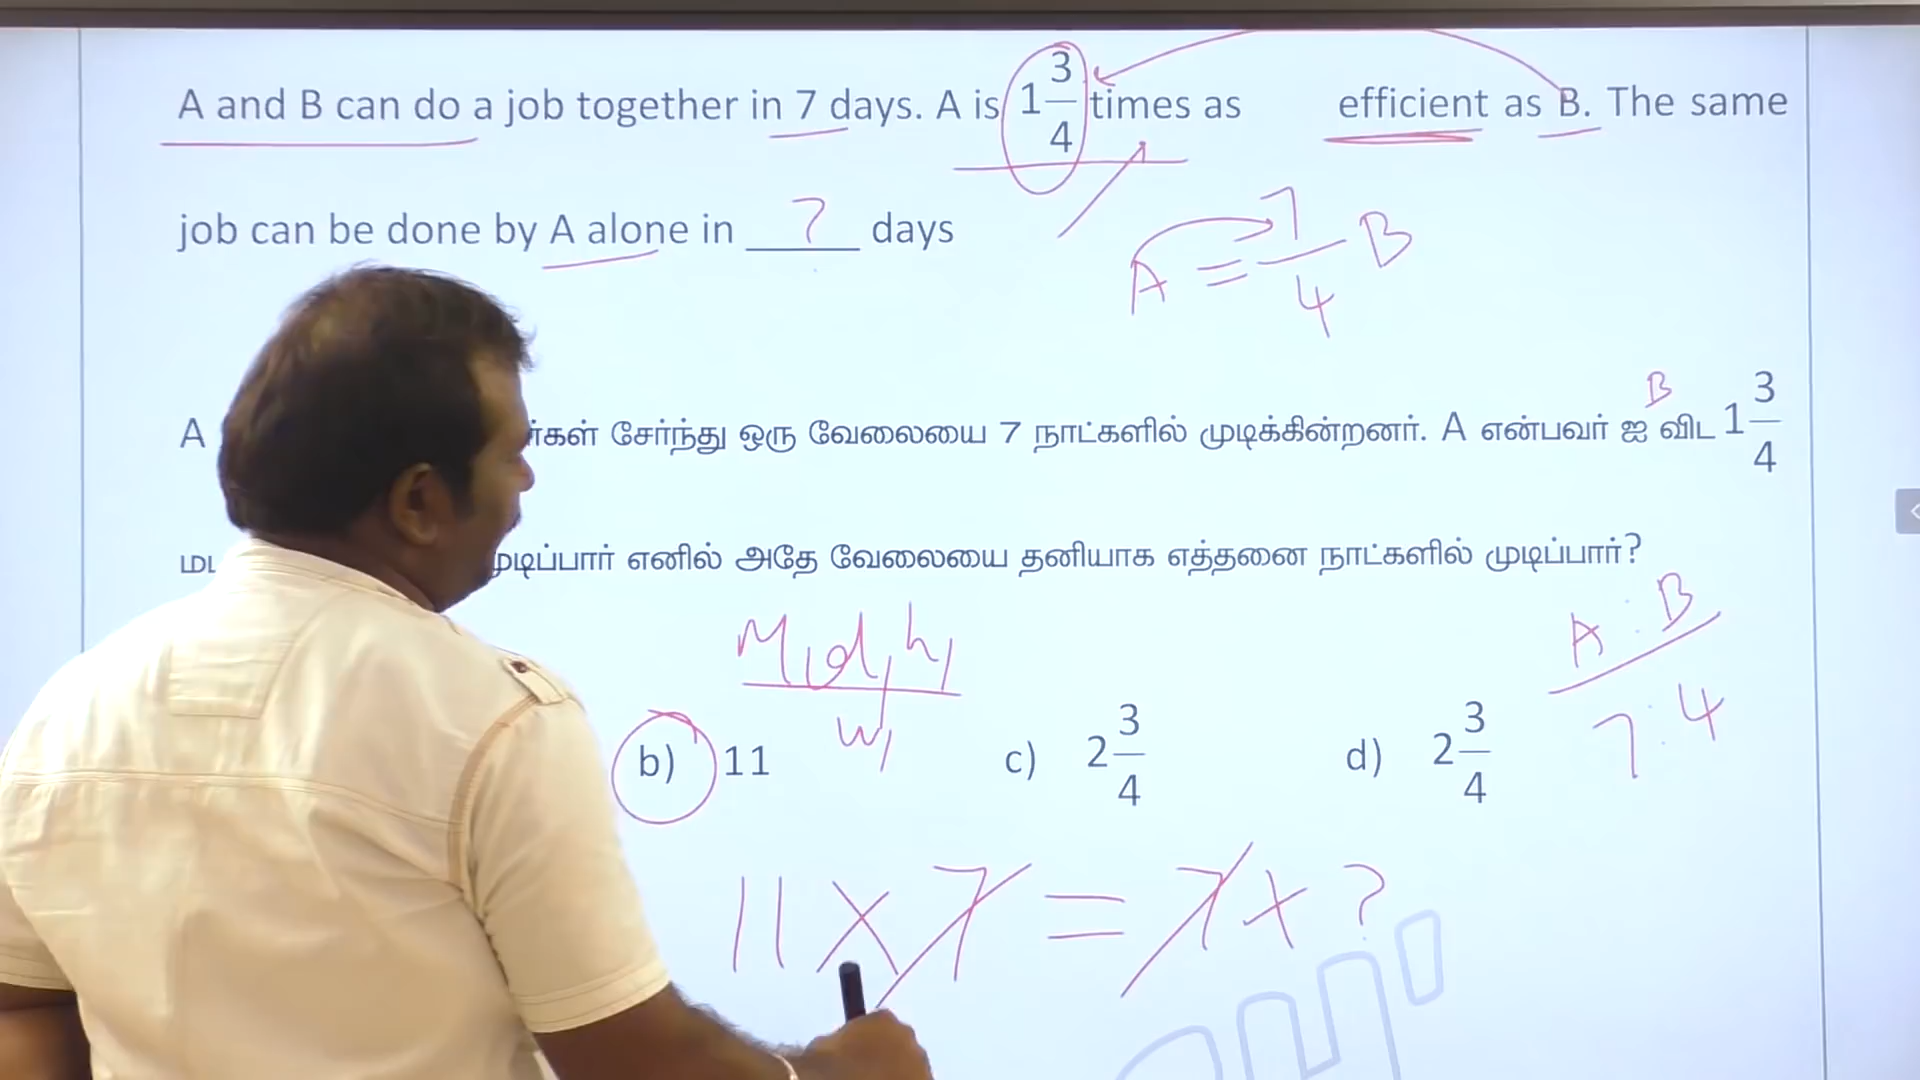 A and B can do a job together in 7 days. A is 1 3/4 times as efficient as B. The same
job can be done by A alone in ? days
A = 7/4 B
B
A ர்கள் சேர்ந்து ஒரு வேலையை 7 நாட்களில் முடிக்கின்றனர். A என்பவர் ஐ விட 1 3/4
மட முடிப்பார் எனில் அதே வேலையை தனியாக எத்தனை நாட்களில் முடிப்பார்?
M1d1h1/w1
A : B
7 : 4
b) 11 c) 2 3/4 d) 2 3/4
11 × 7 = 7 × ?